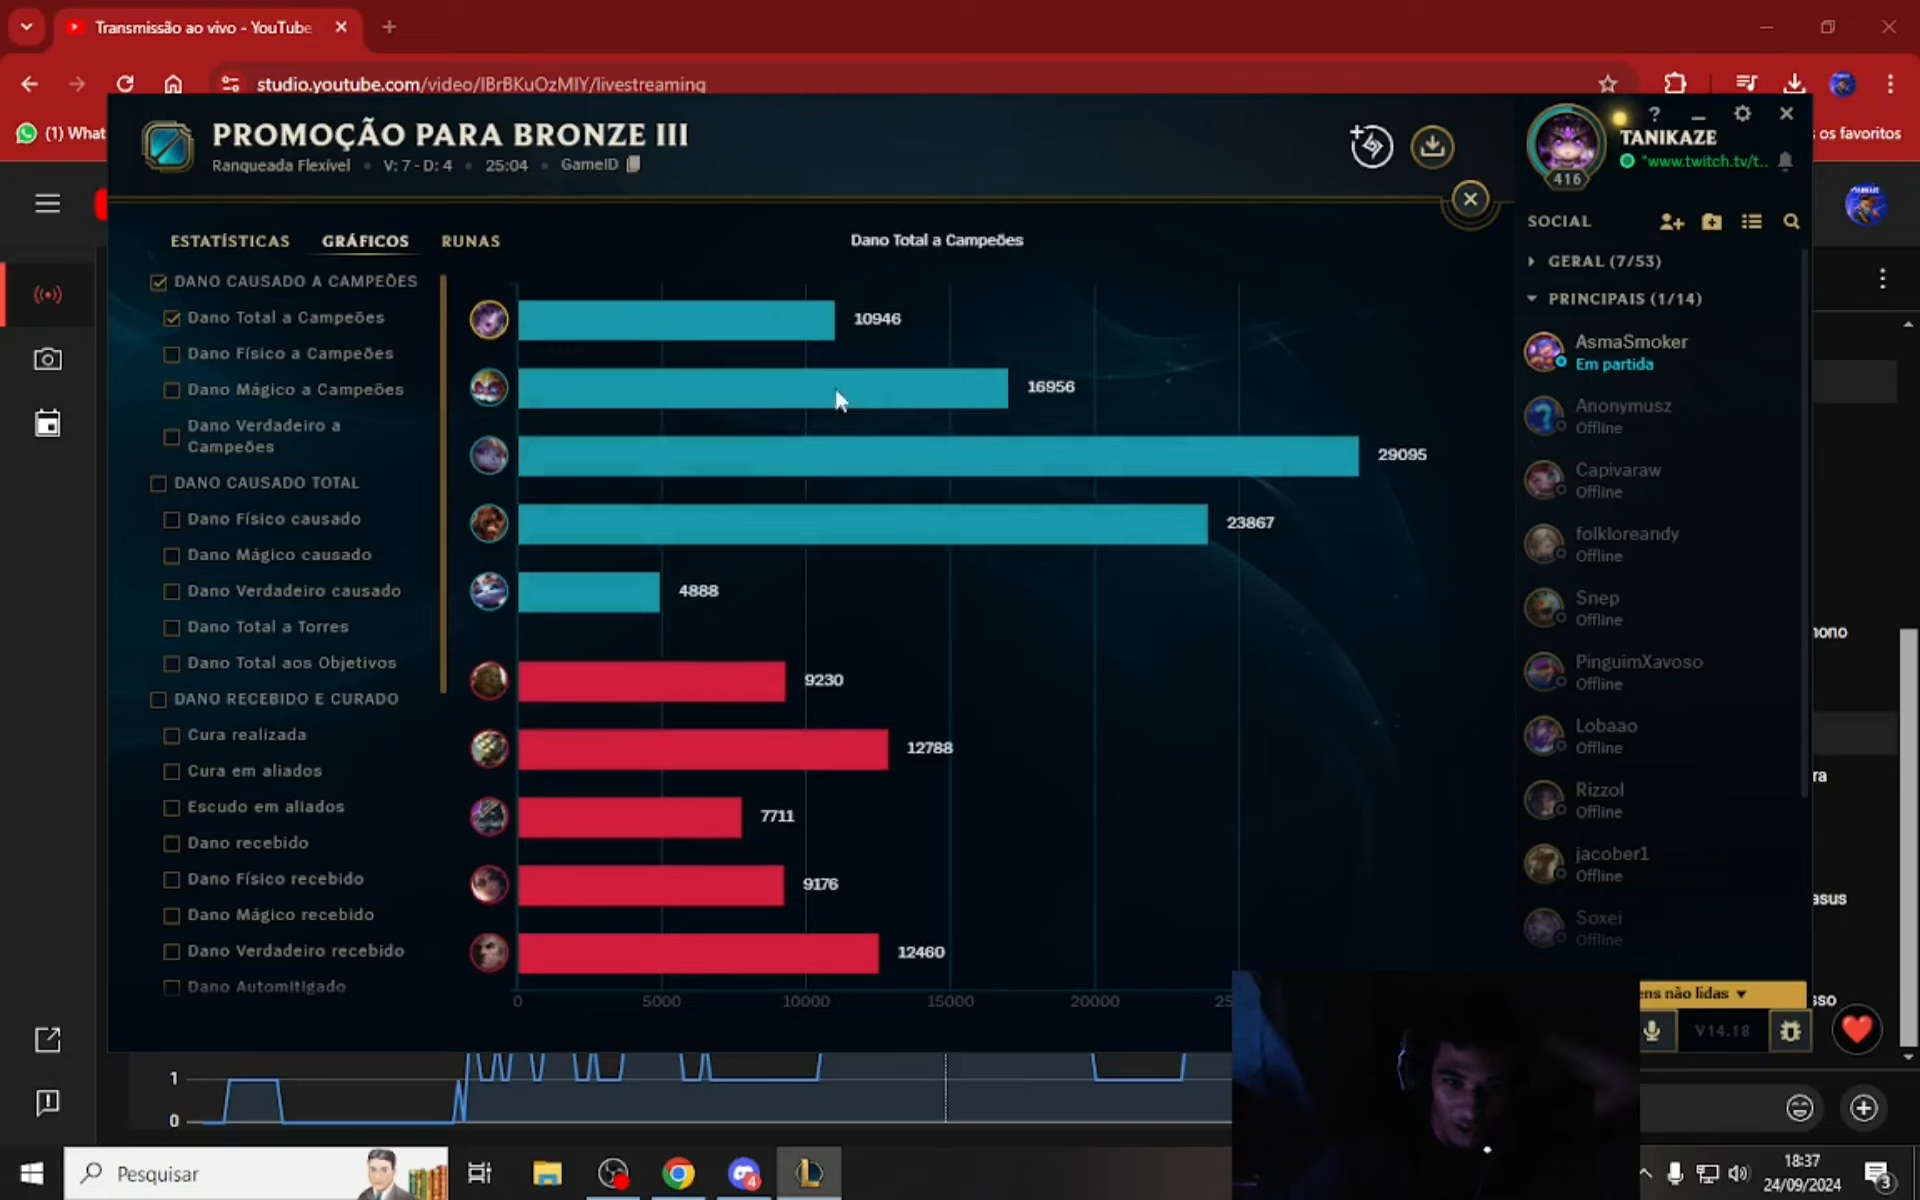 Transmissão ao vivo - YouTube
studio.youtube.com/video/lBrBKuOzMlY/livestreaming
(1) What
os favoritos
PROMOÇÃO PARA BRONZE III
Ranqueada Flexível • V: 7 - D: 4 • 25:04 • GameID
TANIKAZE
"www.twitch.tv/t..
416
SOCIAL
GERAL (7/53)
PRINCIPAIS (1/14)
AsmaSmoker
Em partida
Anonymusz
Offline
Capivaraw
Offline
folkloreandy
Offline
Snep
Offline
PinguimXavoso
Offline
Lobaao
Offline
Rizzol
Offline
jacober1
Offline
Soxei
Offline
ESTATÍSTICAS GRÁFICOS RUNAS
Dano Total a Campeões
DANO CAUSADO A CAMPEÕES
Dano Total a Campeões
Dano Físico a Campeões
Dano Mágico a Campeões
Dano Verdadeiro a
Campeões
DANO CAUSADO TOTAL
Dano Físico causado
Dano Mágico causado
Dano Verdadeiro causado
Dano Total a Torres
Dano Total aos Objetivos
DANO RECEBIDO E CURADO
Cura realizada
Cura em aliados
Escudo em aliados
Dano recebido
Dano Físico recebido
Dano Mágico recebido
Dano Verdadeiro recebido
Dano Automitigado
10946
16956
29095
23867
4888
9230
12788
7711
9176
12460
0 5000 10000 15000 20000
ens não lidas
V14.18
nono
ra
asus
sso
1
0
Pesquisar
4
18:37
24/09/2024
3